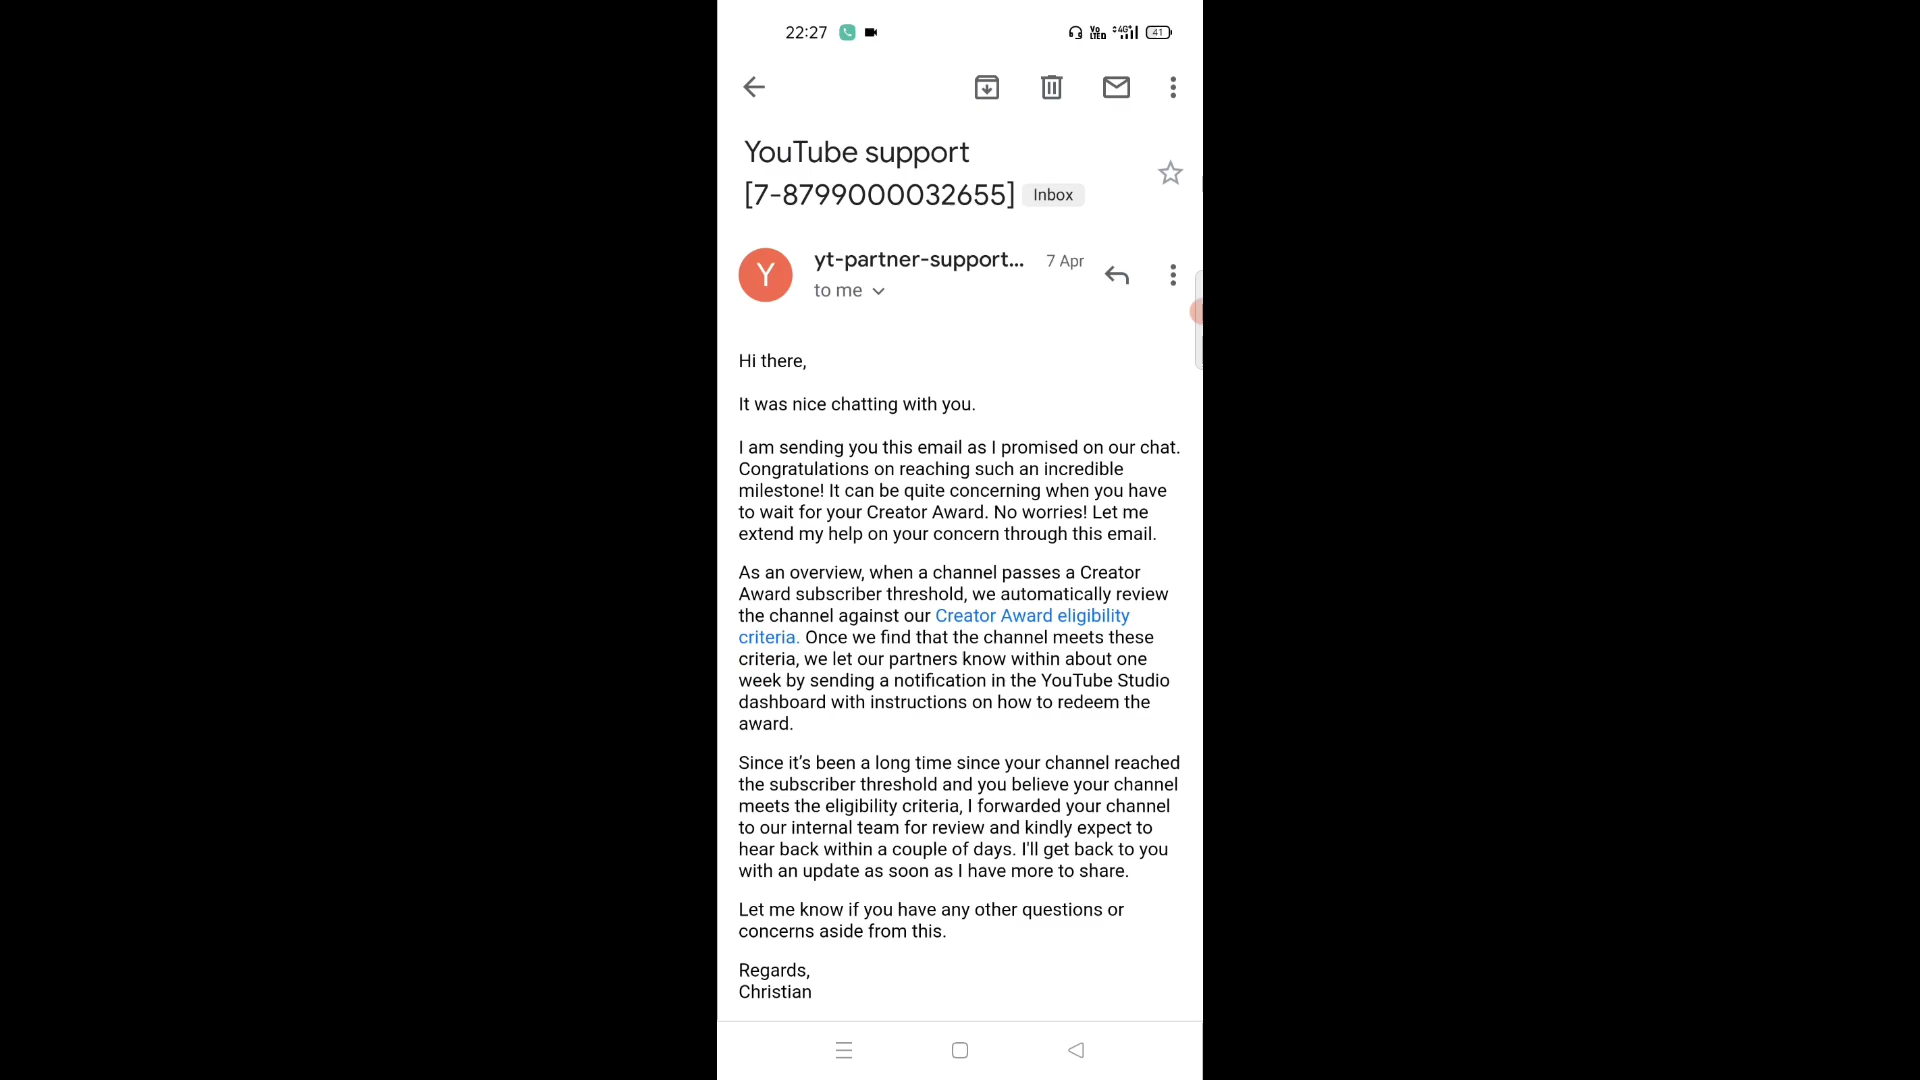 22:27 Vo LTED 4G+ 41
YouTube support
[7-8799000032655] Inbox
Y yt-partner-support... 7 Apr
to me
Hi there,
It was nice chatting with you.
I am sending you this email as I promised on our chat.
Congratulations on reaching such an incredible
milestone! It can be quite concerning when you have
to wait for your Creator Award. No worries! Let me
extend my help on your concern through this email.
As an overview, when a channel passes a Creator
Award subscriber threshold, we automatically review
the channel against our Creator Award eligibility
criteria. Once we find that the channel meets these
criteria, we let our partners know within about one
week by sending a notification in the YouTube Studio
dashboard with instructions on how to redeem the
award.
Since it’s been a long time since your channel reached
the subscriber threshold and you believe your channel
meets the eligibility criteria, I forwarded your channel
to our internal team for review and kindly expect to
hear back within a couple of days. I'll get back to you
with an update as soon as I have more to share.
Let me know if you have any other questions or
concerns aside from this.
Regards,
Christian